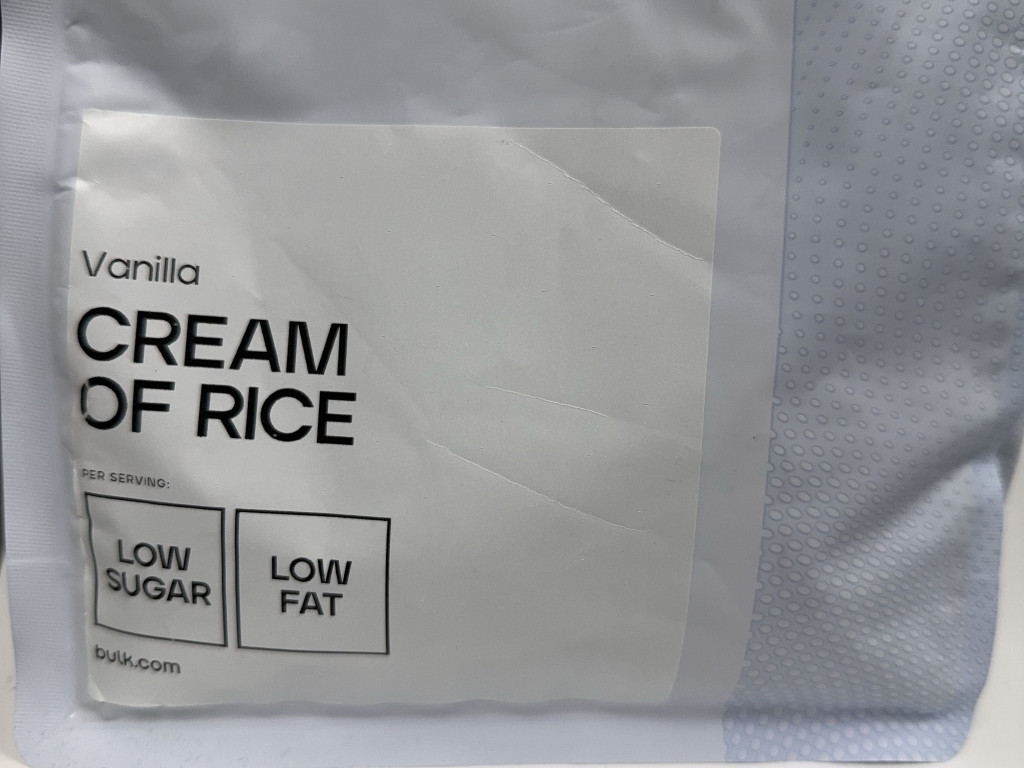 Vanilla
CREAM
OF RICE
PER SERVING:
LOW
SUGAR
LOW
FAT
bulk.com